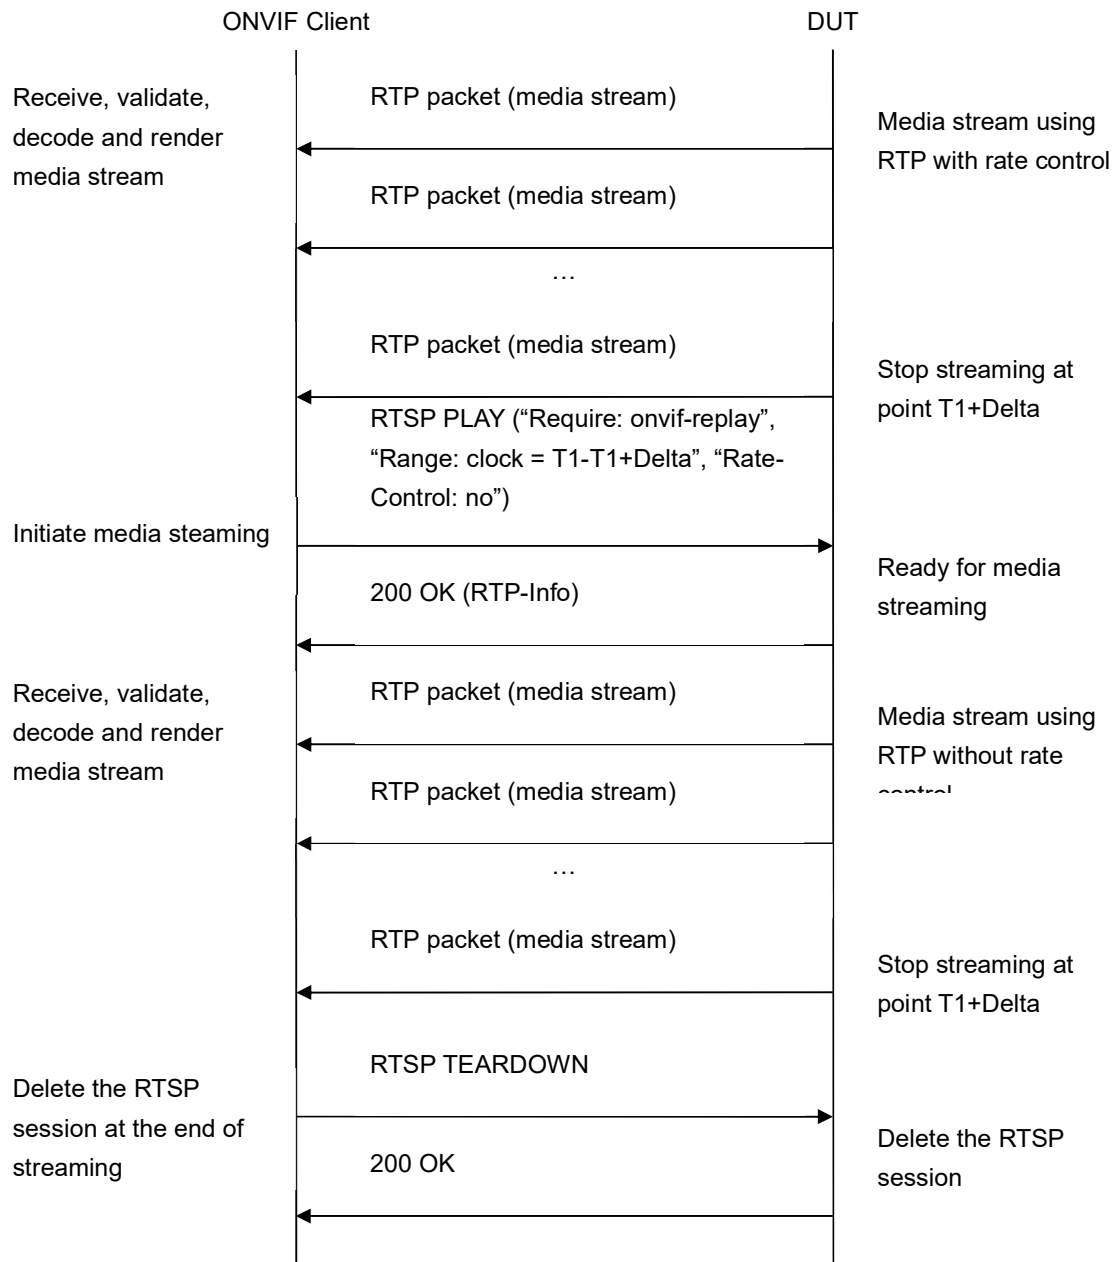 ONVIF Client
DUT
RTP packet (media stream)
Receive, validate,
decode and render
media stream
Media stream using
RTP with rate control
RTP packet (media stream)
…
RTP packet (media stream)
Stop streaming at
point T1+Delta
RTSP PLAY (“Require: onvif-replay”,
“Range: clock = T1-T1+Delta”, “Rate-
Control: no”)
Initiate media steaming
Ready for media
streaming
200 OK (RTP-Info)
Receive, validate,
decode and render
media stream
RTP packet (media stream)
Media stream using
RTP without rate
control
RTP packet (media stream)
…
RTP packet (media stream)
Stop streaming at
point T1+Delta
RTSP TEARDOWN
Delete the RTSP
session at the end of
streaming
Delete the RTSP
session
200 OK